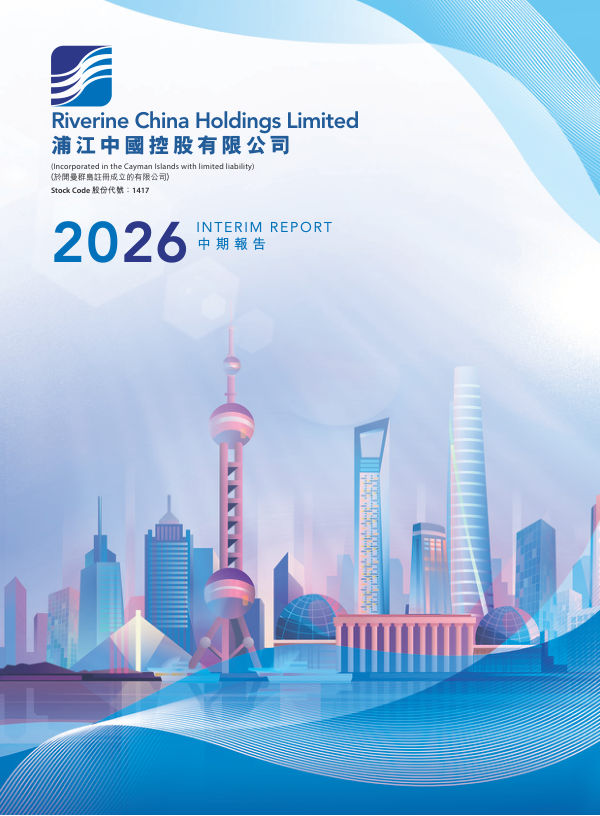 Riverine China Holdings Limited
浦江中國控股有限公司
(Incorporated in the Cayman Islands with limited liability)
(於開曼群島註冊成立的有限公司)
Stock Code 股份代號：1417
2026 INTERIM REPORT
中期報告